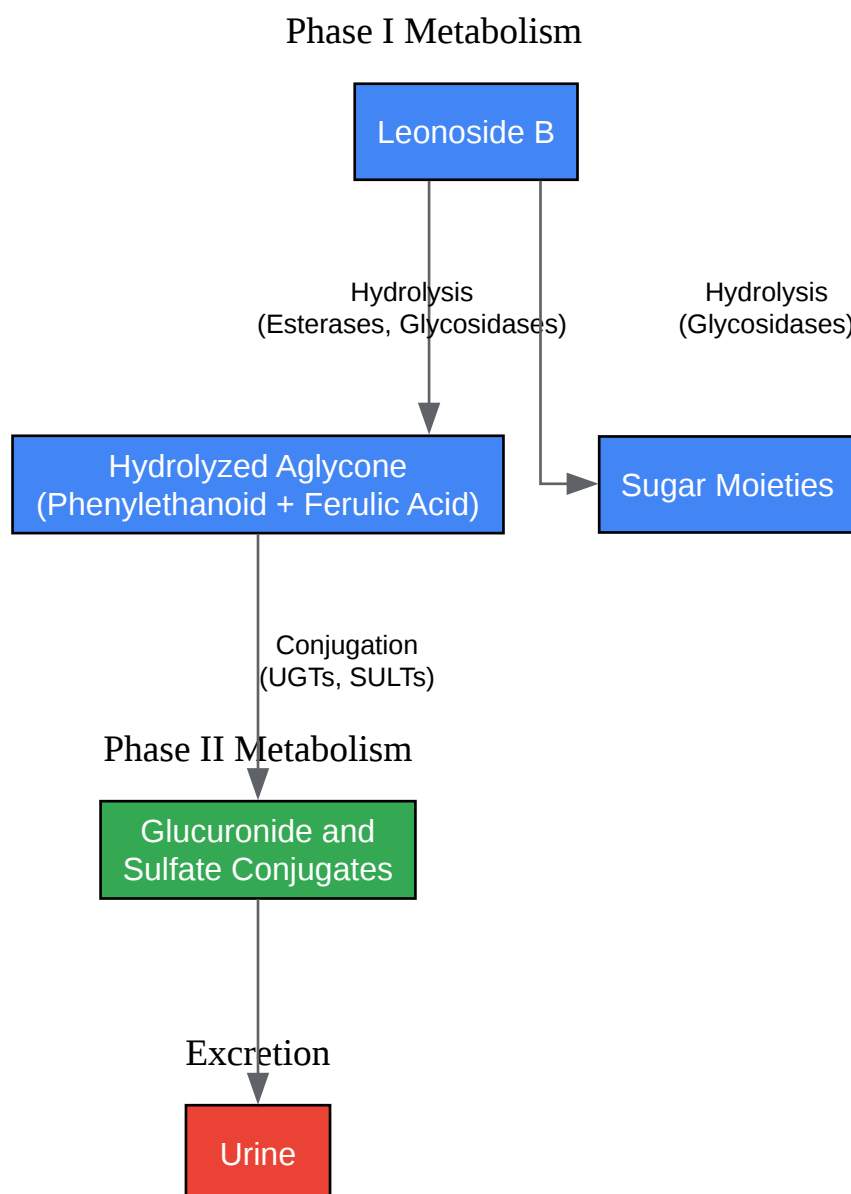 Phase I Metabolism
Leonoside B
Hydrolysis
(Esterases, Glycosidases)
Hydrolysis
(Glycosidases)
Hydrolyzed Aglycone
(Phenylethanoid + Ferulic Acid)
Sugar Moieties
Conjugation
(UGTs, SULTs)
Phase II Metabolism
Glucuronide and
Sulfate Conjugates
Excretion
Urine